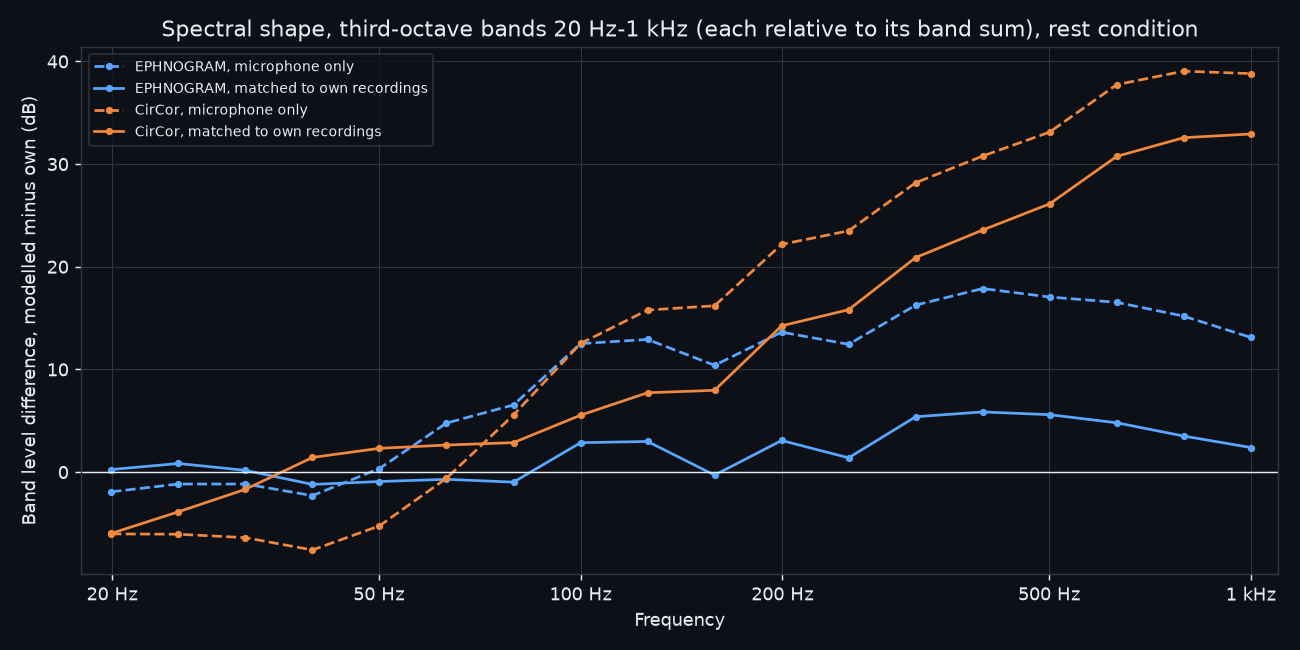 Spectral shape, third-octave bands 20 Hz-1 kHz (each relative to its band sum), rest condition
EPHNOGRAM, microphone only
EPHNOGRAM, matched to own recordings
CirCor, microphone only
CirCor, matched to own recordings
Band level difference, modelled minus own (dB)
40
30
20
10
0
20 Hz
50 Hz
100 Hz
200 Hz
500 Hz
1 kHz
Frequency